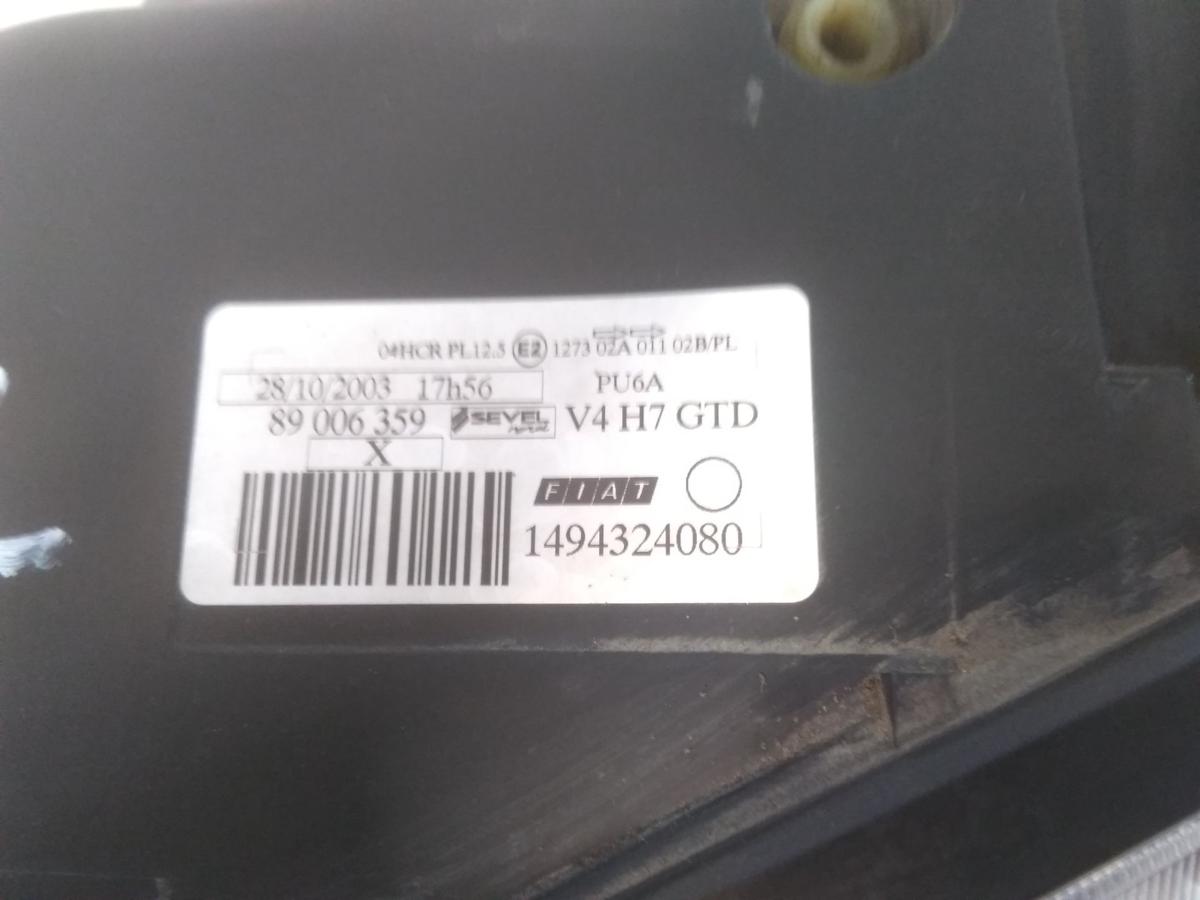 04HCR PL12.5 E2 1273 02A 011 02B/PL
28/10/2003 17h56 PU6A
89 006 359 SEVEL V4 H7 GTD
X
FIAT
1494324080